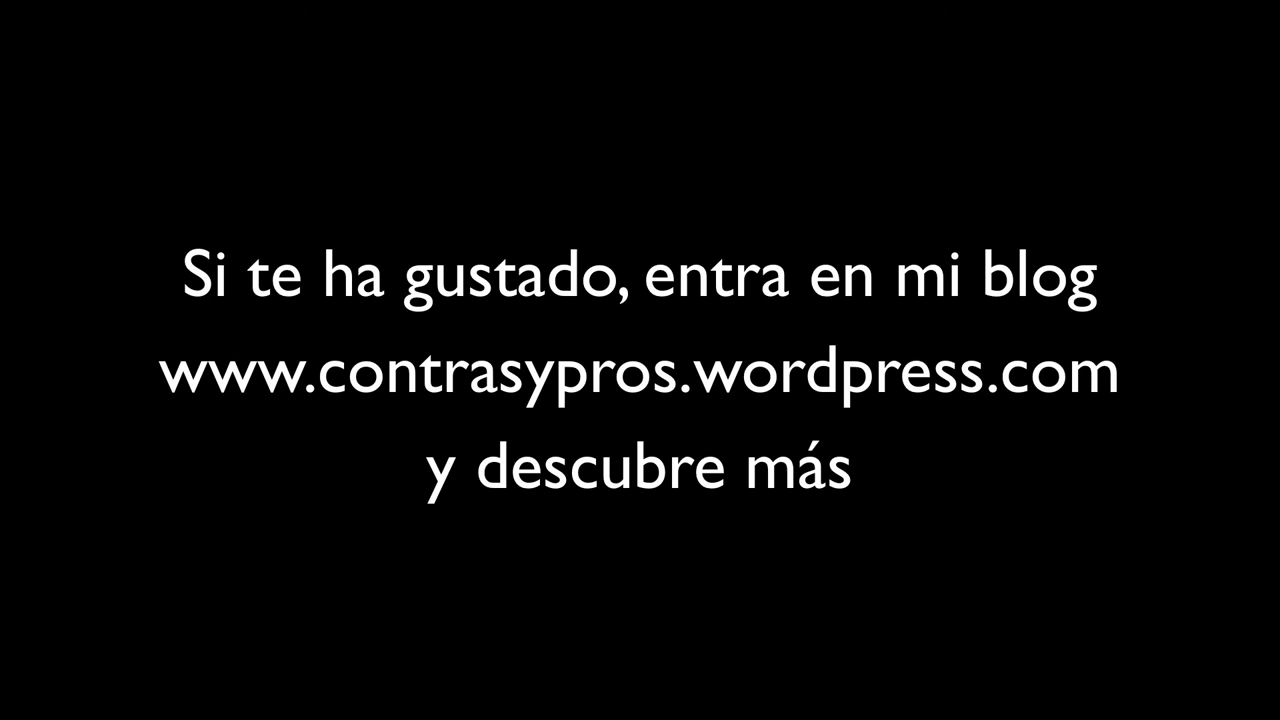 Si te ha gustado, entra en mi blog
www.contrasypros.wordpress.com
y descubre más